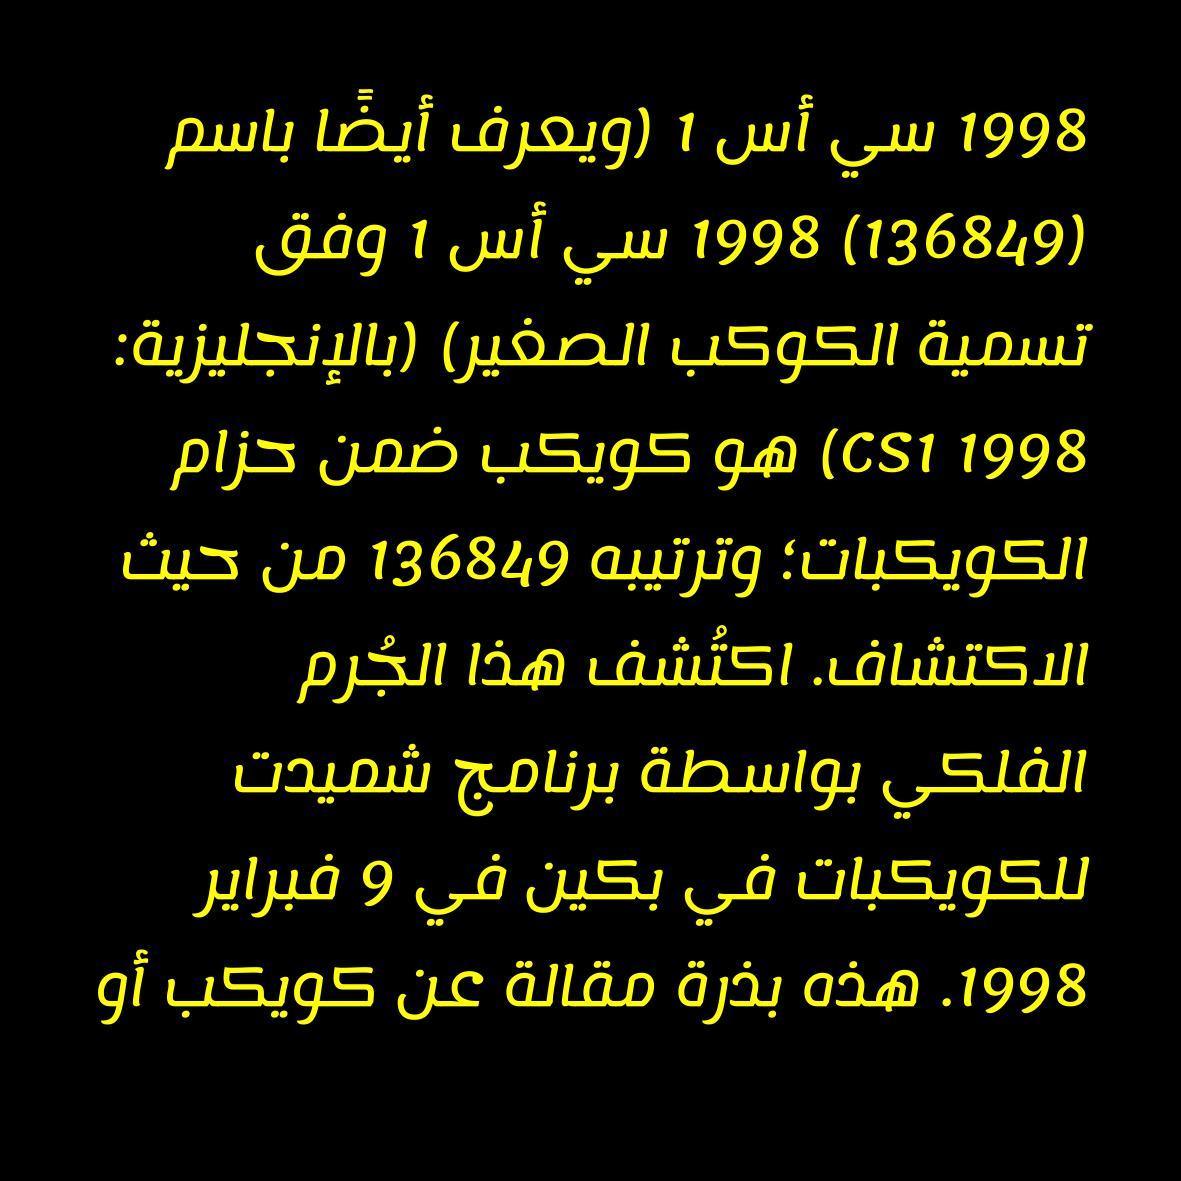 1998 سي أس 1 (ويعرف أيضًا باسم
(136849) 1998 سي أس 1 وفق
تسمية الكوكب الصغير) (بالإنجليزية:
1998 CS1) هو كويكب ضمن حزام
الكويكبات؛ وترتيبه 136849 من حيث
الاكتشاف. اكتُشف هذا الجُرم
الفلكي بواسطة برنامج شميدت
للكويكبات في بكين في 9 فبراير
1998. هذه بذرة مقالة عن كويكب أو